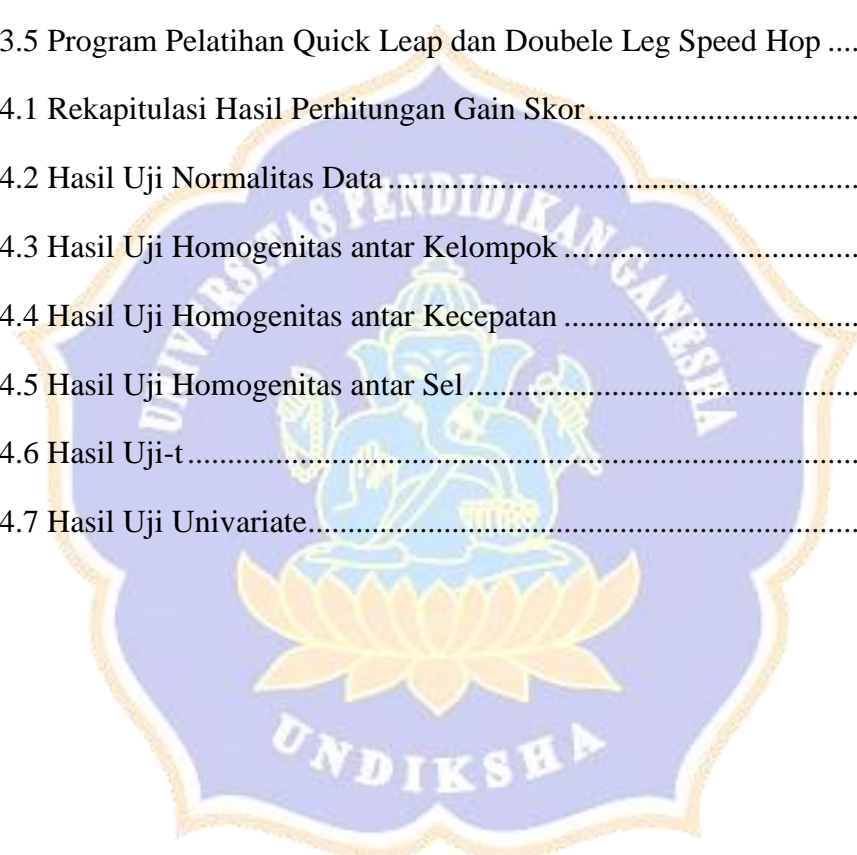 3.5 Program Pelatihan Quick Leap dan Doubele Leg Speed Hop ....
4.1 Rekapitulasi Hasil Perhitungan Gain Skor..................................
4.2 Hasil Uji Normalitas Data...........................................................
4.3 Hasil Uji Homogenitas antar Kelompok.....................................
4.4 Hasil Uji Homogenitas antar Kecepatan.....................................
4.5 Hasil Uji Homogenitas antar Sel.................................................
4.6 Hasil Uji-t....................................................................................
4.7 Hasil Uji Univariate.....................................................................
UNIVERSITAS PENDIDIKAN GANESHA
UNDIKSHA